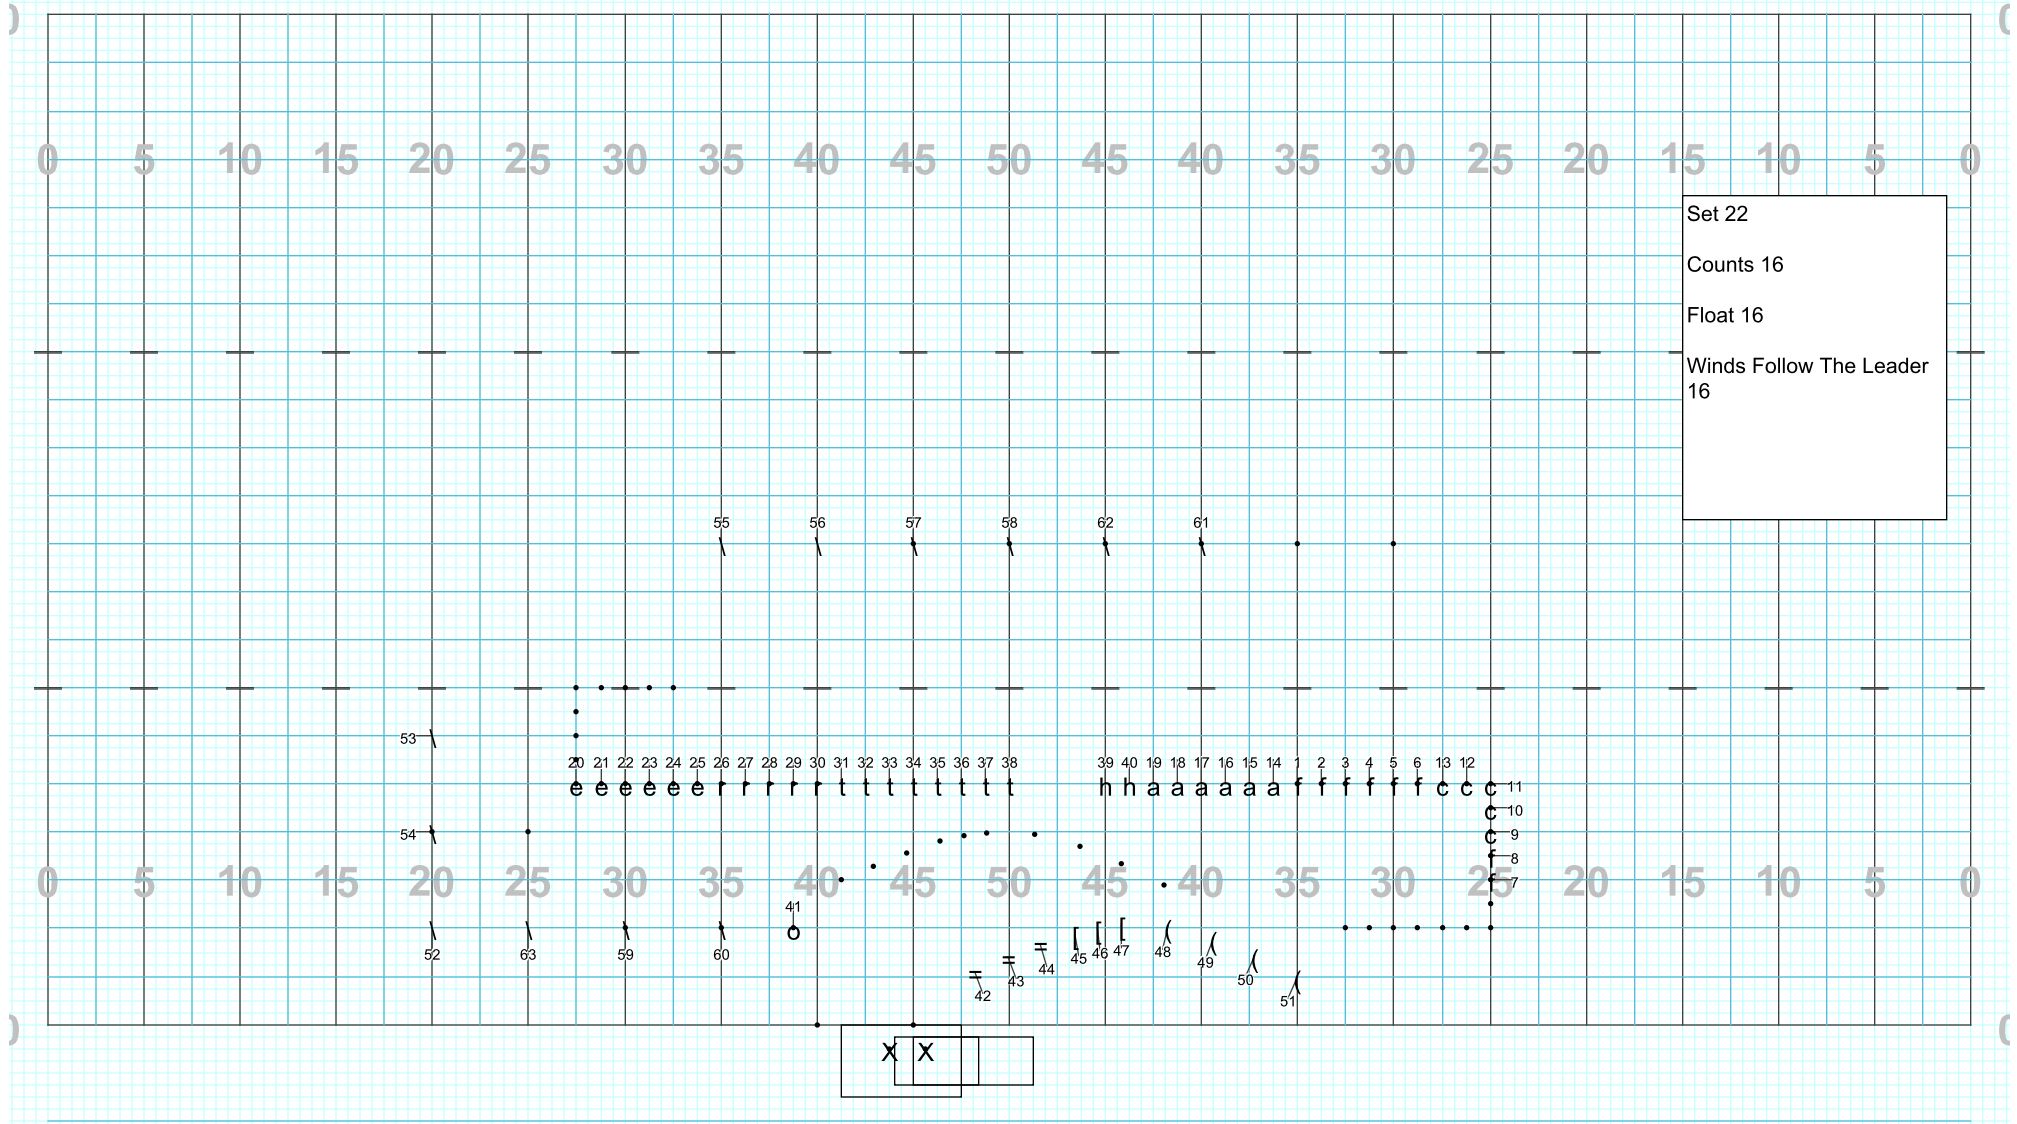 0 0
0 5 10 15 20 25 30 35 40 45 50 45 40 35 30 25 20 15 10 5 0
Set 22
Counts 16
Float 16
Winds Follow The Leader
16
55 56 57 58 62 61
\ \ \ \ \ \
53 \
20 21 22 23 24 25 26 27 28 29 30 31 32 33 34 35 36 37 38 39 40 19 18 17 16 15 14 1 2 3 4 5 6 13 12
e e e e e e r r r r r t t t t t t t t h h a a a a a a f f f f f f c c c 11
c 10
54 \ c 9
f 8
0 5 10 15 20 25 30 35 40 45 50 45 40 35 30 25 20 15 10 5 0
f 7
41
\ \ \ \ o = = = [ [ [ ( ( ( (
52 63 59 60 42 43 44 45 46 47 48 49 50 51
0 0
X X